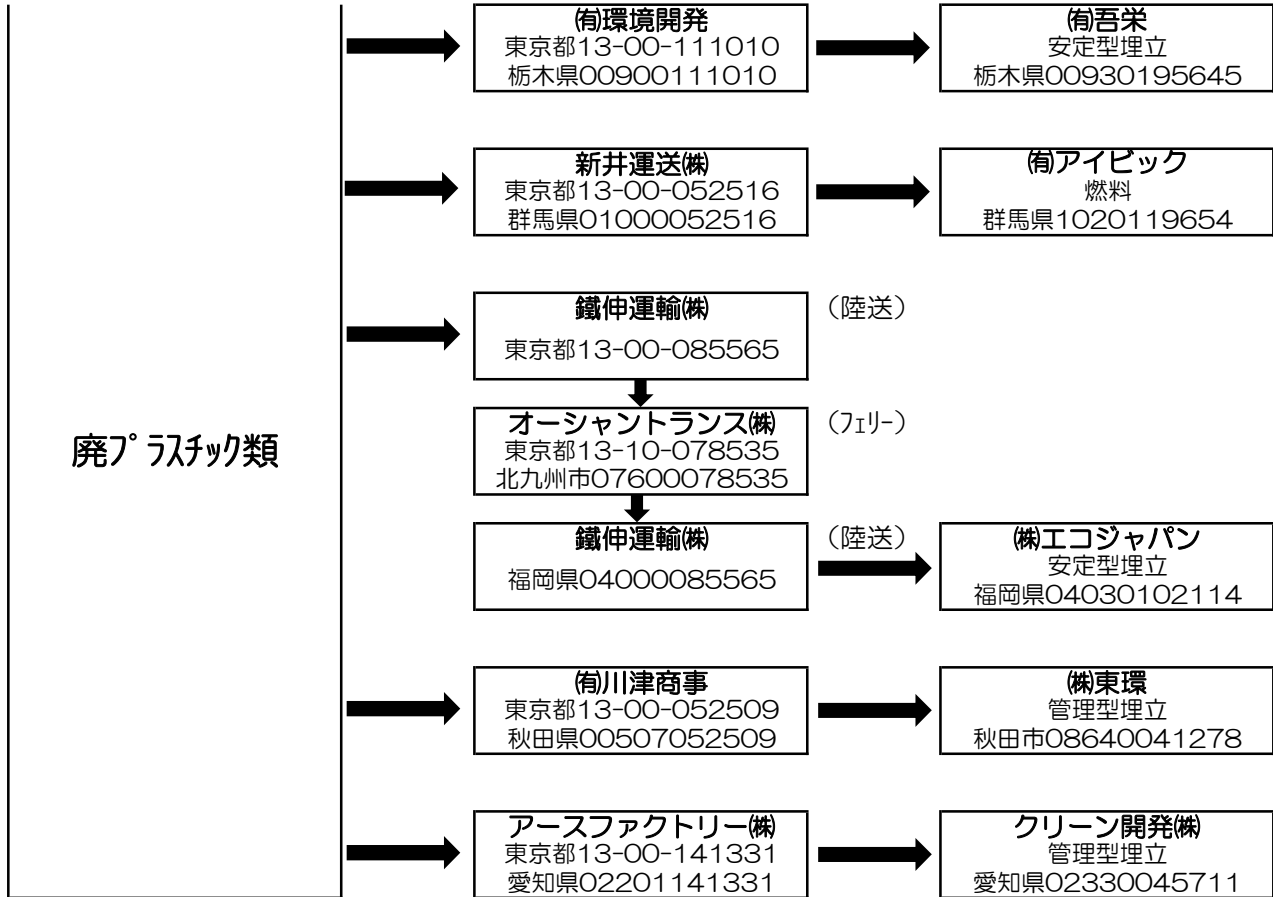 ㈲環境開発
東京都13-00-111010
栃木県00900111010
㈲吾栄
安定型埋立
栃木県00930195645
新井運送㈱
東京都13-00-052516
群馬県01000052516
㈲アイビック
燃料
群馬県1020119654
鐵伸運輸㈱
東京都13-00-085565
（陸送）
廃プラスチック類
オーシャントランス㈱
東京都13-10-078535
北九州市07600078535
（ﾌｪﾘｰ）
鐵伸運輸㈱
福岡県04000085565
（陸送）
㈱エコジャパン
安定型埋立
福岡県04030102114
㈲川津商事
東京都13-00-052509
秋田県00507052509
㈱東環
管理型埋立
秋田市08640041278
アースファクトリー㈱
東京都13-00-141331
愛知県02201141331
クリーン開発㈱
管理型埋立
愛知県02330045711